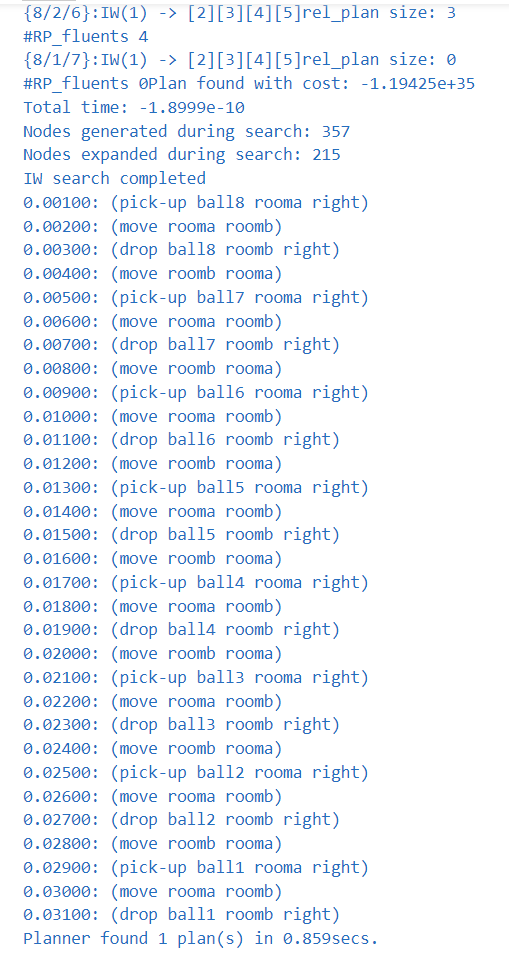 {8/2/6}:IW(1) -> [2][3][4][5]rel_plan size: 3
#RP_fluents 4
{8/1/7}:IW(1) -> [2][3][4][5]rel_plan size: 0
#RP_fluents 0Plan found with cost: -1.19425e+35
Total time: -1.8999e-10
Nodes generated during search: 357
Nodes expanded during search: 215
IW search completed
0.00100: (pick-up ball8 rooma right)
0.00200: (move rooma roomb)
0.00300: (drop ball8 roomb right)
0.00400: (move roomb rooma)
0.00500: (pick-up ball7 rooma right)
0.00600: (move rooma roomb)
0.00700: (drop ball7 roomb right)
0.00800: (move roomb rooma)
0.00900: (pick-up ball6 rooma right)
0.01000: (move rooma roomb)
0.01100: (drop ball6 roomb right)
0.01200: (move roomb rooma)
0.01300: (pick-up ball5 rooma right)
0.01400: (move rooma roomb)
0.01500: (drop ball5 roomb right)
0.01600: (move roomb rooma)
0.01700: (pick-up ball4 rooma right)
0.01800: (move rooma roomb)
0.01900: (drop ball4 roomb right)
0.02000: (move roomb rooma)
0.02100: (pick-up ball3 rooma right)
0.02200: (move rooma roomb)
0.02300: (drop ball3 roomb right)
0.02400: (move roomb rooma)
0.02500: (pick-up ball2 rooma right)
0.02600: (move rooma roomb)
0.02700: (drop ball2 roomb right)
0.02800: (move roomb rooma)
0.02900: (pick-up ball1 rooma right)
0.03000: (move rooma roomb)
0.03100: (drop ball1 roomb right)
Planner found 1 plan(s) in 0.859secs.